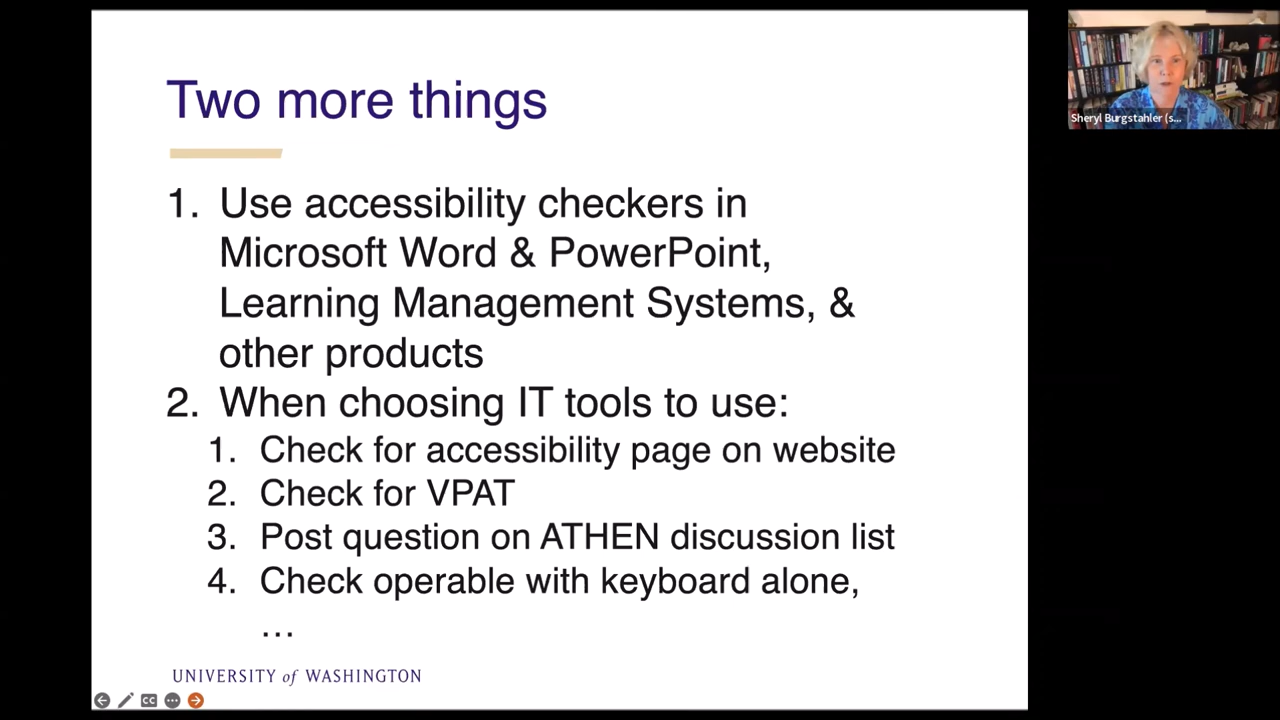 Two more things
1. Use accessibility checkers in
Microsoft Word & PowerPoint,
Learning Management Systems, &
other products
2. When choosing IT tools to use:
1. Check for accessibility page on website
2. Check for VPAT
3. Post question on ATHEN discussion list
4. Check operable with keyboard alone,
...
UNIVERSITY of WASHINGTON
CC
Sheryl Burgstahler (s...